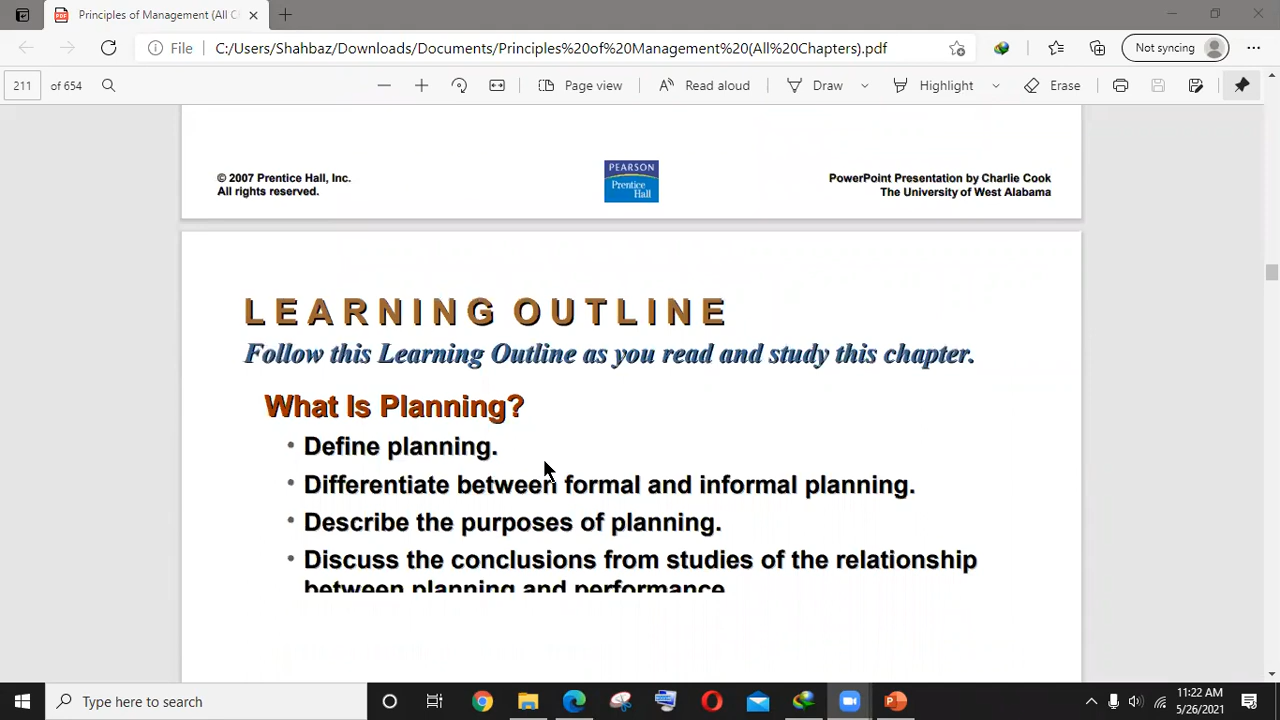 Principles of Management (All C
File
C:/Users/Shahbaz/Downloads/Documents/Principles%20of%20Management%20(All%20Chapters).pdf
Not syncing
211 of 654
Page view
Read aloud
Draw
Highlight
Erase
© 2007 Prentice Hall, Inc.
All rights reserved.
PEARSON
Prentice
Hall
PowerPoint Presentation by Charlie Cook
The University of West Alabama
LEARNING OUTLINE
Follow this Learning Outline as you read and study this chapter.
What Is Planning?
• Define planning.
• Differentiate between formal and informal planning.
• Describe the purposes of planning.
• Discuss the conclusions from studies of the relationship
between planning and performance
Type here to search
11:22 AM
5/26/2021